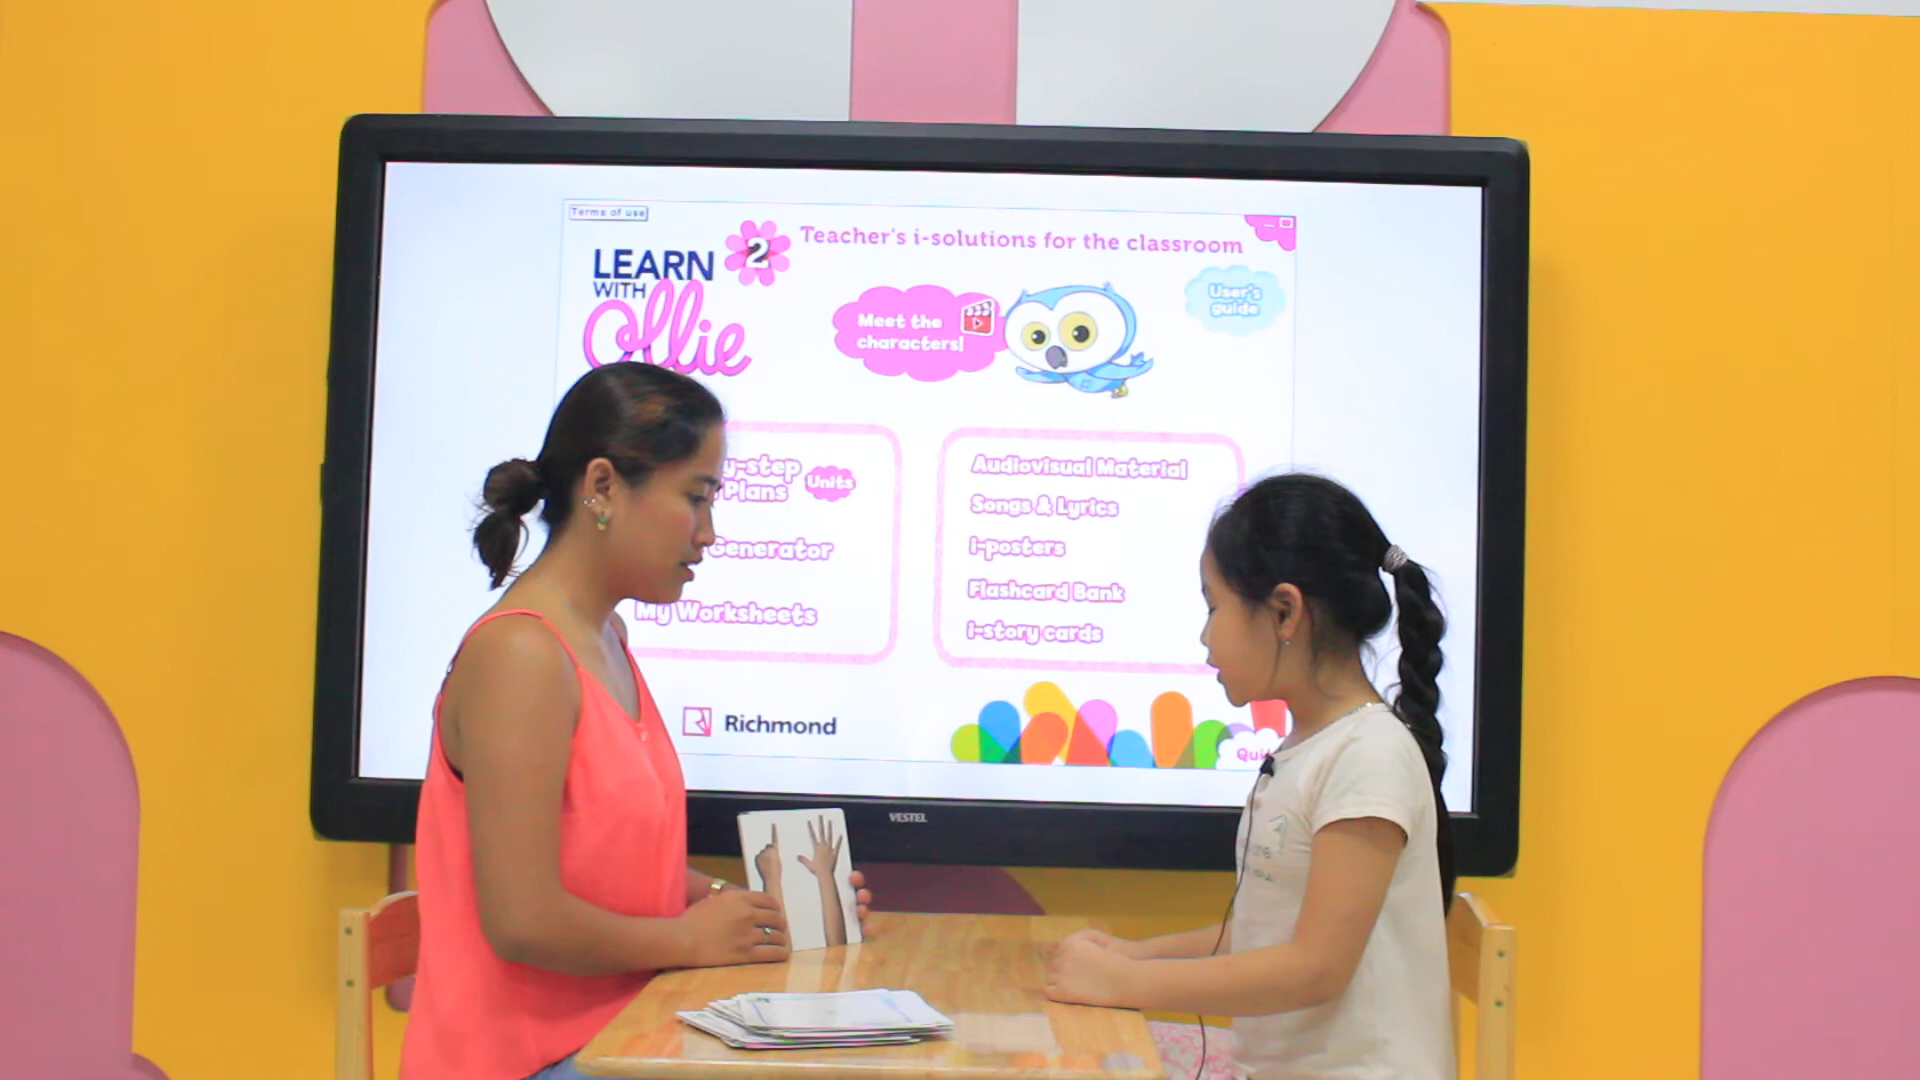 Terms of use
LEARN
WITH
Ollie
2
Teacher's i-solutions for the classroom
Meet the
characters!
User's
guide
y-step
Plans
Units
Generator
My Worksheets
Audiovisual Material
Songs & Lyrics
i-posters
Flashcard Bank
i-story cards
Richmond
VESTEL